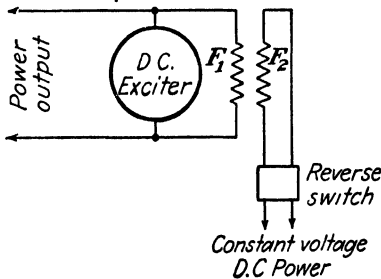 Power
output
D.C.
Exciter
F1
F2
Reverse
switch
Constant voltage
D.C Power